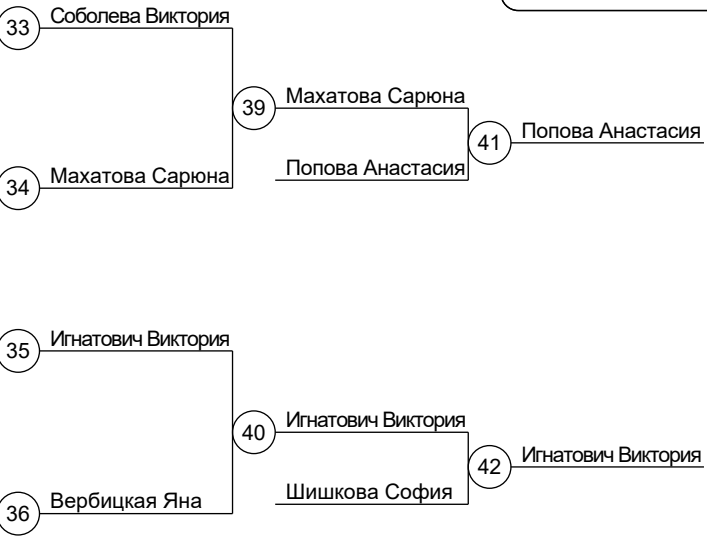 33 Соболева Виктория
39 Махатова Сарюна
41 Попова Анастасия
Попова Анастасия
34 Махатова Сарюна
35 Игнатович Виктория
40 Игнатович Виктория
42 Игнатович Виктория
Шишкова София
36 Вербицкая Яна